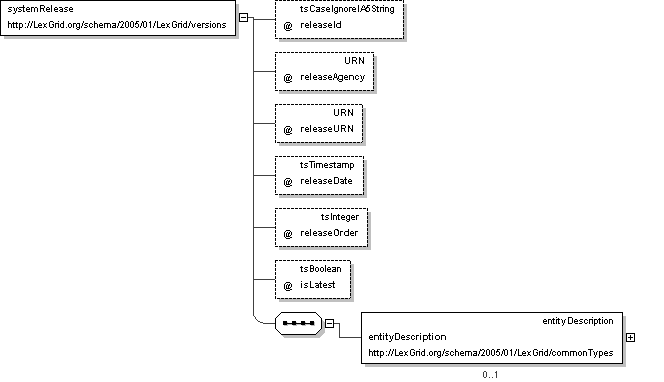 systemRelease
http://LexGrid.org/schema/2005/01/LexGrid/versions
tsCaseIgnoreIA5String
@ releaseId
URN
@ releaseAgency
URN
@ releaseURN
tsTimestamp
@ releaseDate
tsInteger
@ releaseOrder
tsBoolean
@ isLatest
entityDescription
entityDescription
http://LexGrid.org/schema/2005/01/LexGrid/commonTypes
0..1